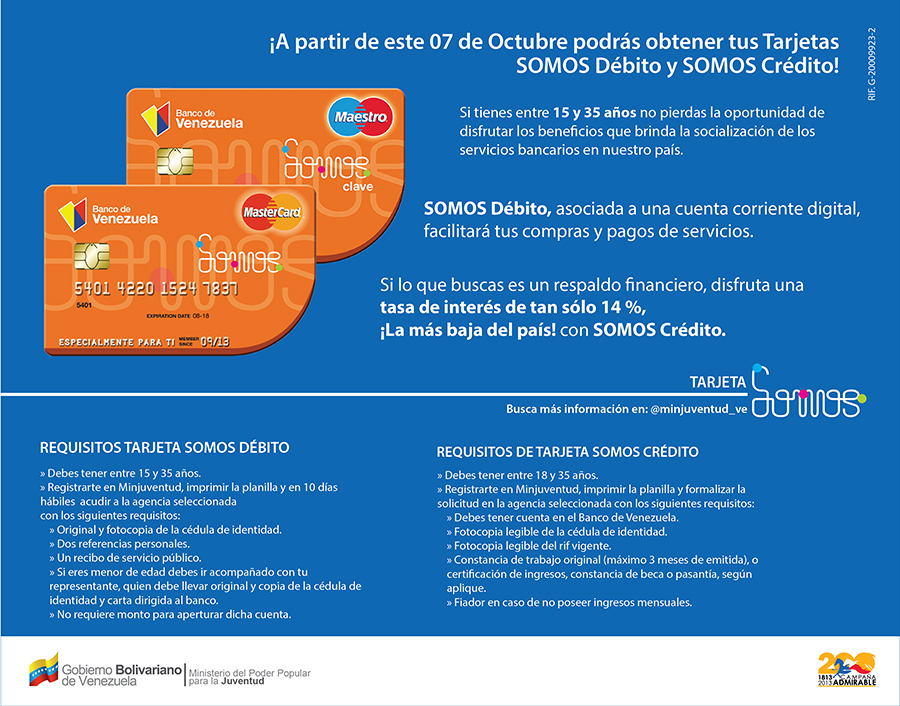 ¡A partir de este 07 de Octubre podrás obtener tus Tarjetas
SOMOS Débito y SOMOS Crédito!
RIF. G-20009923-2
Banco de
Venezuela
Maestro
somos
clave
Banco de
Venezuela
MasterCard
somos
5401 4220 1524 7837
5401
EXPIRATION DATE 08-18
ESPECIALMENTE PARA TI MEMBER SINCE 09/13
Si tienes entre 15 y 35 años no pierdas la oportunidad de
disfrutar los beneficios que brinda la socialización de los
servicios bancarios en nuestro país.
SOMOS Débito, asociada a una cuenta corriente digital,
facilitará tus compras y pagos de servicios.
Si lo que buscas es un respaldo financiero, disfruta una
tasa de interés de tan sólo 14 %,
¡La más baja del país! con SOMOS Crédito.
TARJETA
somos
Busca más información en: @minjuventud_ve
REQUISITOS TARJETA SOMOS DÉBITO
» Debes tener entre 15 y 35 años.
» Registrarte en Minjuventud, imprimir la planilla y en 10 días
hábiles acudir a la agencia seleccionada
con los siguientes requisitos:
» Original y fotocopia de la cédula de identidad.
» Dos referencias personales.
» Un recibo de servicio público.
» Si eres menor de edad debes ir acompañado con tu
representante, quien debe llevar original y copia de la cédula de
identidad y carta dirigida al banco.
» No requiere monto para aperturar dicha cuenta.
REQUISITOS DE TARJETA SOMOS CRÉDITO
» Debes tener entre 18 y 35 años.
» Registrarte en Minjuventud, imprimir la planilla y formalizar la
solicitud en la agencia seleccionada con los siguientes requisitos:
» Debes tener cuenta en el Banco de Venezuela.
» Fotocopia legible de la cédula de identidad.
» Fotocopia legible del rif vigente.
» Constancia de trabajo original (máximo 3 meses de emitida), o
certificación de ingresos, constancia de beca o pasantía, según
aplique.
» Fiador en caso de no poseer ingresos mensuales.
Gobierno Bolivariano
de Venezuela
Ministerio del Poder Popular
para la Juventud
200
1813 CAMPAÑA
2013 ADMIRABLE